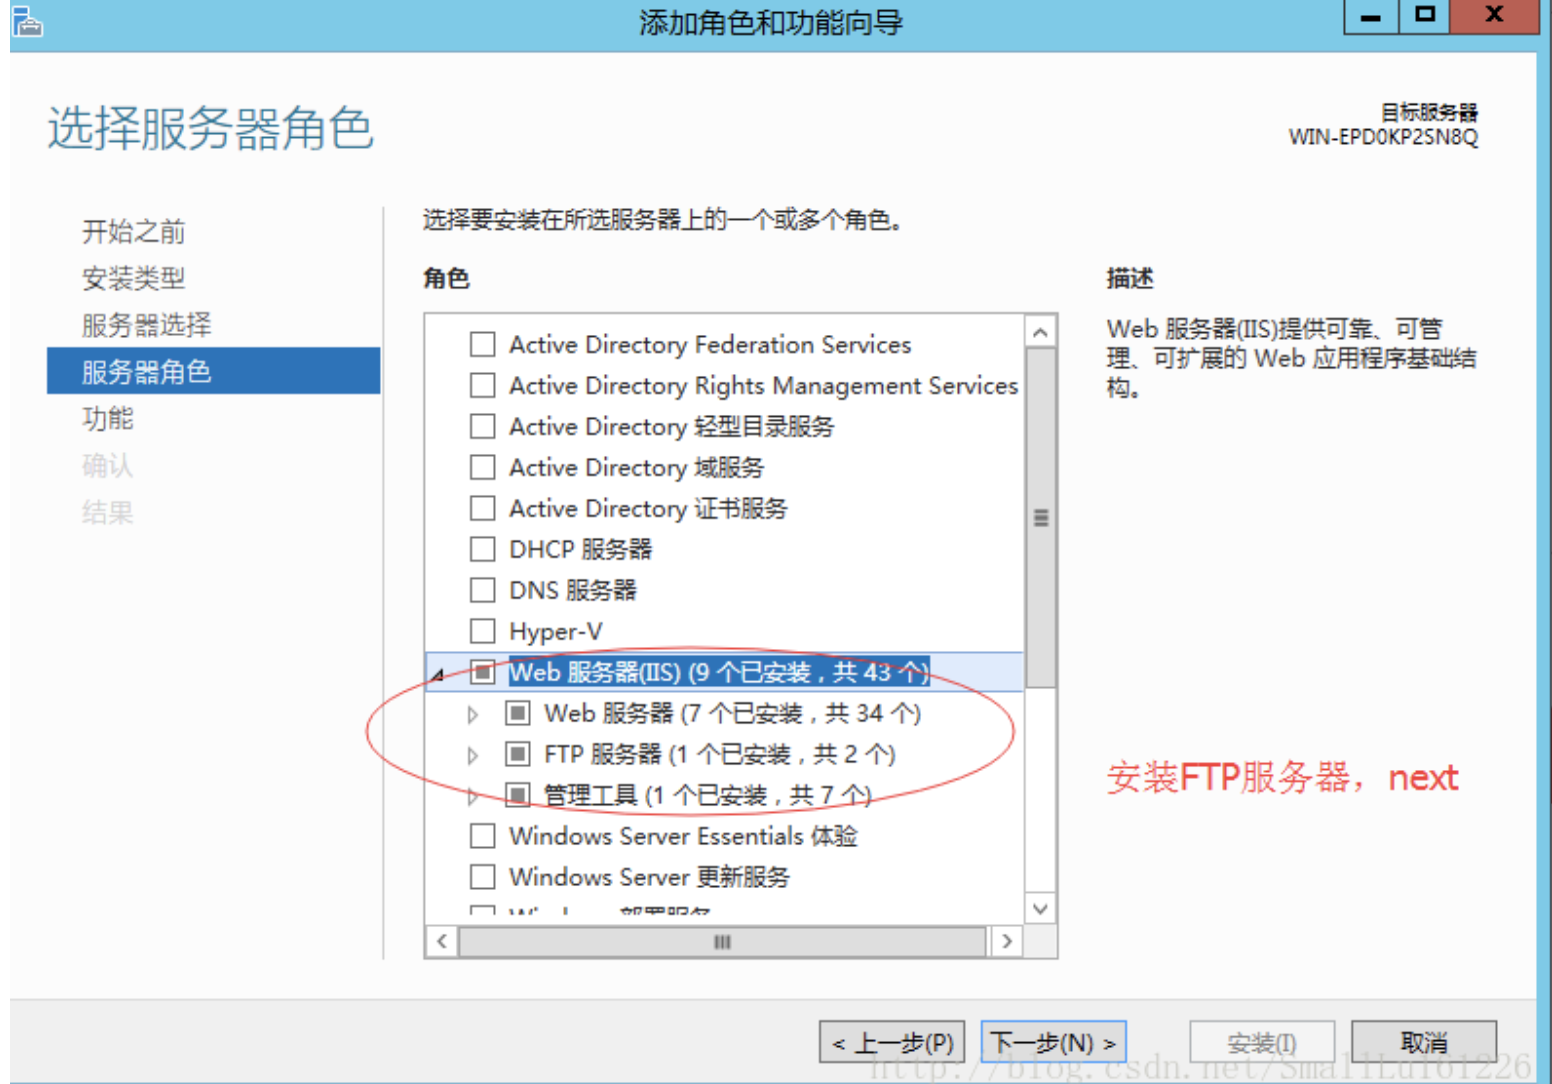 添加角色和功能向导
选择服务器角色
目标服务器
WIN-EPD0KP2SN8Q
开始之前
安装类型
服务器选择
服务器角色
功能
确认
结果
选择要安装在所选服务器上的一个或多个角色。
角色
Active Directory Federation Services
Active Directory Rights Management Services
Active Directory 轻型目录服务
Active Directory 域服务
Active Directory 证书服务
DHCP 服务器
DNS 服务器
Hyper-V
Web 服务器(IIS) (9 个已安装，共 43 个)
Web 服务器 (7 个已安装，共 34 个)
FTP 服务器 (1 个已安装，共 2 个)
管理工具 (1 个已安装，共 7 个)
Windows Server Essentials 体验
Windows Server 更新服务
Windows 部署服务
描述
Web 服务器(IIS)提供可靠、可管
理、可扩展的 Web 应用程序基础结
构。
安装FTP服务器，next
< 上一步(P)
下一步(N) >
安装(I)
取消
http://blog.csdn.net/SmallLu161226